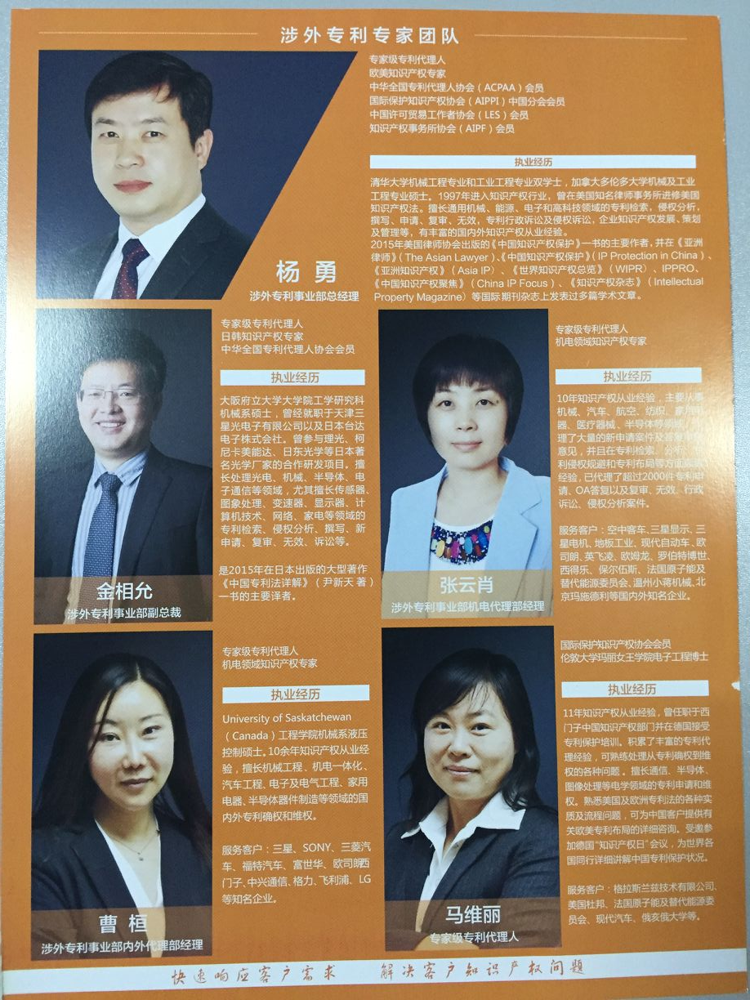 涉外专利专家团队
专家级专利代理人
欧美知识产权专家
中华全国专利代理人协会（ACPAA）会员
国际保护知识产权协会（AIPPI）中国分会会员
中国许可贸易工作者协会（LES）会员
知识产权事务所协会（AIPF）会员
执业经历
清华大学机械工程专业和工业工程专业双学士，加拿大多伦多大学机械及工业
工程专业硕士。1997年进入知识产权行业，曾在美国知名律师事务所进修美国
知识产权法。擅长通用机械、能源、电子和高科技领域的专利检索，侵权分析，
撰写、申请、复审、无效，专利行政诉讼及侵权诉讼，企业知识产权发展、策划
及管理等，有丰富的国内外知识产权从业经验。
2015年美国律师协会出版的《中国知识产权保护》一书的主要作者，并在《亚洲
律师》（The Asian Lawyer）、《中国知识产权保护》（IP Protection in China）、
《亚洲知识产权》（Asia IP）、《世界知识产权总览》（WIPR）、IPPRO、
《中国知识产权聚焦》（China IP Focus）、《知识产权杂志》（Intellectual
Property Magazine）等国际期刊杂志上发表过多篇学术文章。
杨 勇
涉外专利事业部总经理
专家级专利代理人
日韩知识产权专家
中华全国专利代理人协会会员
执业经历
大阪府立大学大学院工学研究科
机械系硕士，曾经就职于天津三
星光电子有限公司以及日本台达
电子株式会社。曾参与理光、柯
尼卡美能达、日东光学等日本著
名光学厂家的合作研发项目。擅
长处理光电、机械、半导体、电
子通信等领域，尤其擅长传感器、
图象处理、变速器、显示器、计
算机技术、网络、家电等领域的
专利检索、侵权分析、撰写、新
申请、复审、无效、诉讼等。
是2015年在日本出版的大型著作
《中国专利法详解》（尹新天 著）
一书的主要译者。
金相允
涉外专利事业部副总裁
专家级专利代理人
机电领域知识产权专家
执业经历
10年知识产权从业经验，主要从事
机械、汽车、航空、纺织、家用电
器、医疗器械、半导体等领域，
理了大量的新申请案件及
意见，并且在专利检索、分析、
利侵权规避和专利布局等方面
经验，已代理了超过2000件专利申
请、OA答复以及复审、无效、行政
诉讼、侵权分析案件。
服务客户：空中客车、三星显示、三
星电机、地板工业、现代自动车、欧
司朗、英飞凌、欧姆龙、罗伯特博世、
西得乐、保尔伍斯、法国原子能及
替代能源委员会、温州小蒋机械、北
京玛施德利等国内外知名企业。
张云肖
涉外专利事业部机电代理部经理
专家级专利代理人
机电领域知识产权专家
执业经历
University of Saskatchewan
（Canada）工程学院机械系液压
控制硕士。10余年知识产权从业经
验，擅长机械工程、机电一体化、
汽车工程、电子及电气工程、家用
电器、半导体器件制造等领域的国
内外专利确权和维权。
服务客户：三星、SONY、三菱汽
车、福特汽车、富世华、欧司朗西
门子、中兴通信、格力、飞利浦、LG
等知名企业。
曹 桓
涉外专利事业部内外代理部经理
国际保护知识产权协会会员
伦敦大学玛丽女王学院电子工程博士
执业经历
11年知识产权从业经验，曾任职于西
门子中国知识产权部门并在德国接受
专利保护培训。积累了丰富的专利代
理经验，可熟练处理从专利确权到维
权的各种问题。擅长通信、半导体、
图像处理等电学领域的专利申请和维
权。熟悉美国及欧洲专利法的各种实
质及流程问题，可为中国客户提供有
关欧美专利布局的详细咨询。受邀参
加德国“知识产权日”会议，为世界各
国同行详细讲解中国专利保护状况。
服务客户：格拉斯兰兹技术有限公司、
美国杜邦、法国原子能及替代能源委
员会、现代汽车、俄亥俄大学等。
马维丽
专家级专利代理人
快速响应客户需求 解决客户知识产权问题